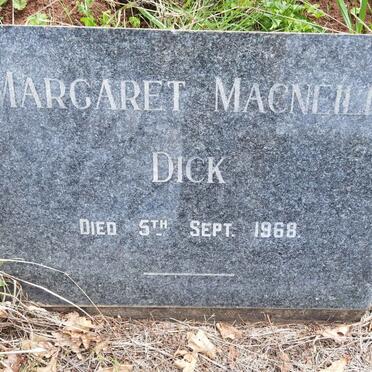 MARGARET MACNEILL
DICK
DIED 5TH SEPT. 1968.